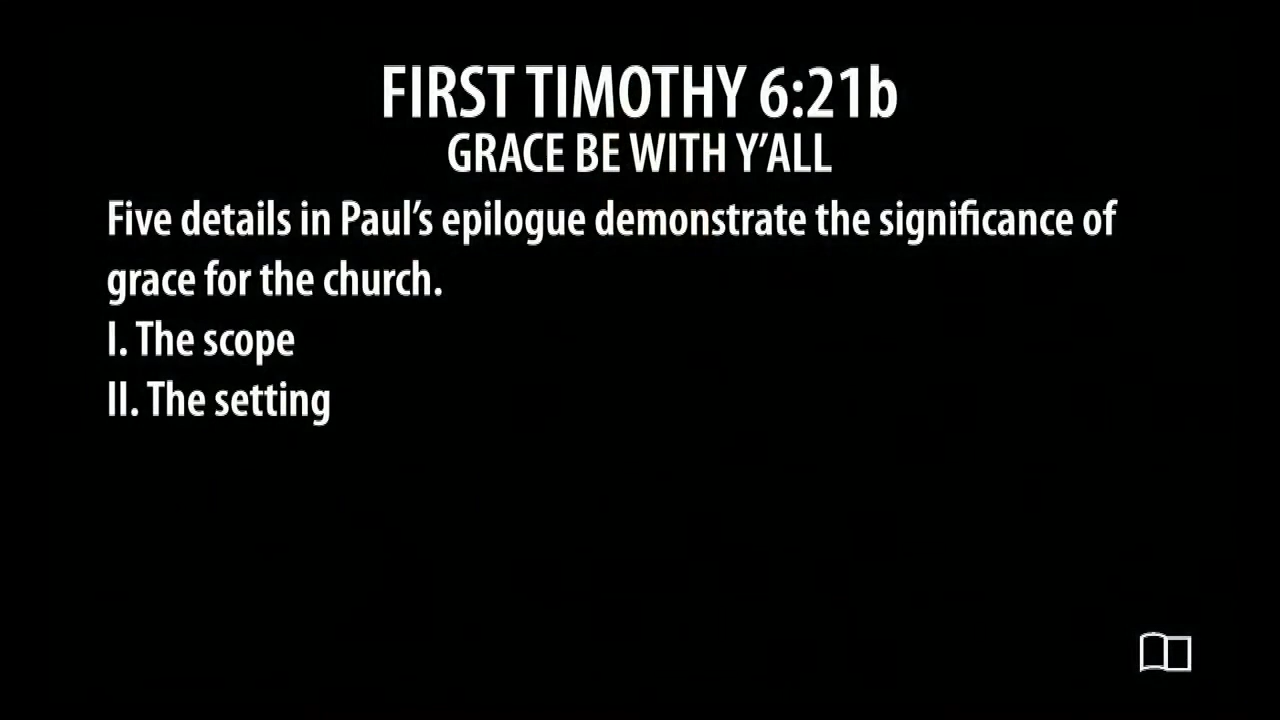 FIRST TIMOTHY 6:21b
GRACE BE WITH Y’ALL
Five details in Paul’s epilogue demonstrate the significance of
grace for the church.
I. The scope
II. The setting